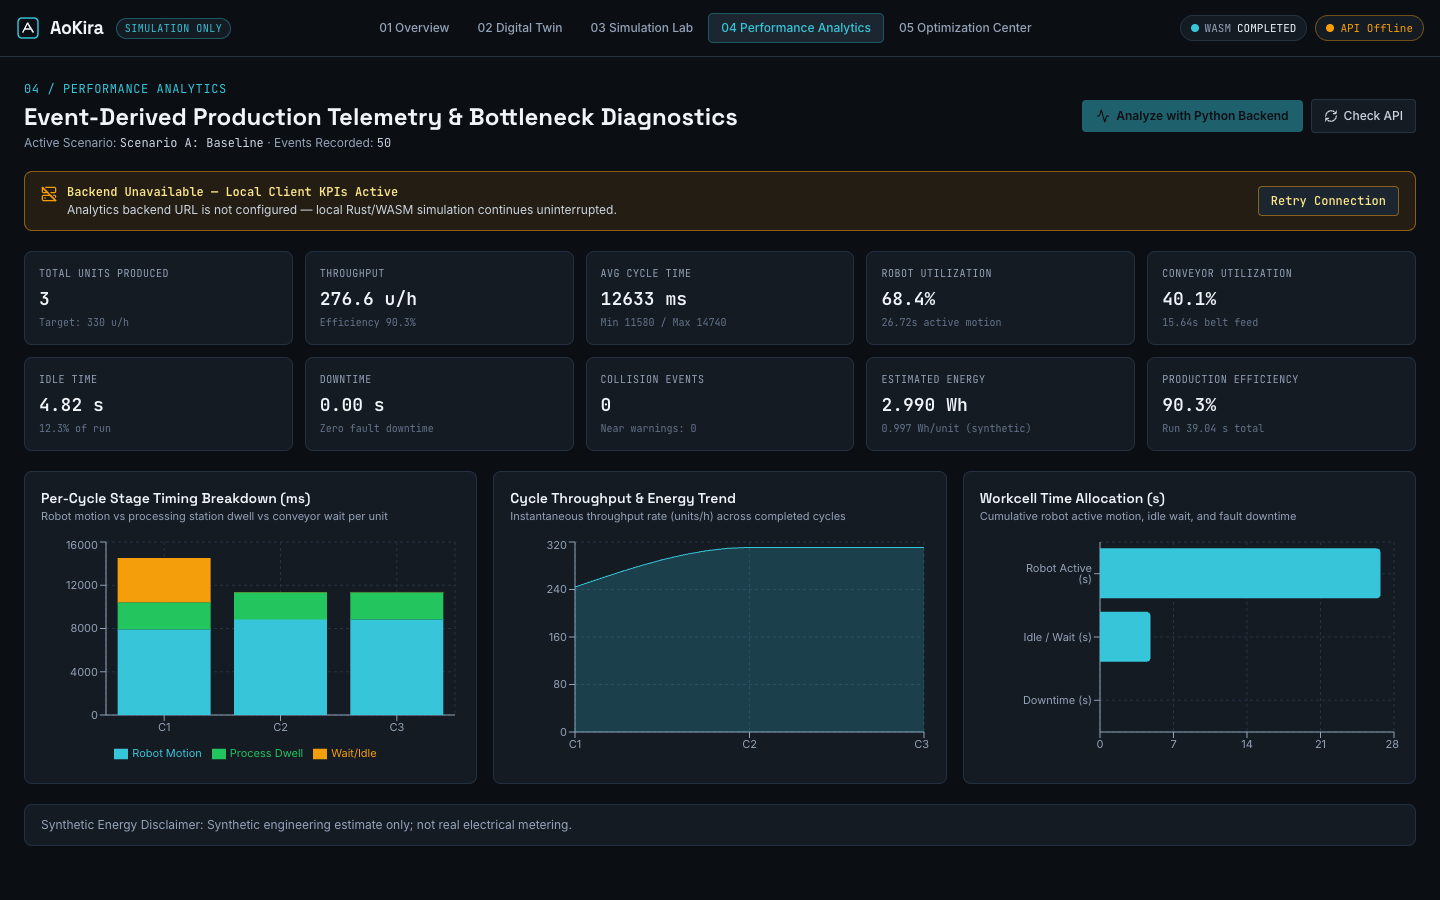 AoKira
SIMULATION ONLY
01 Overview
02 Digital Twin
03 Simulation Lab
04 Performance Analytics
05 Optimization Center
WASM COMPLETED
API Offline
04 / PERFORMANCE ANALYTICS
Event-Derived Production Telemetry & Bottleneck Diagnostics
Active Scenario: Scenario A: Baseline · Events Recorded: 50
Analyze with Python Backend
Check API
Backend Unavailable — Local Client KPIs Active
Analytics backend URL is not configured — local Rust/WASM simulation continues uninterrupted.
Retry Connection
TOTAL UNITS PRODUCED
3
Target: 330 u/h
THROUGHPUT
276.6 u/h
Efficiency 90.3%
AVG CYCLE TIME
12633 ms
Min 11580 / Max 14740
ROBOT UTILIZATION
68.4%
26.72s active motion
CONVEYOR UTILIZATION
40.1%
15.64s belt feed
IDLE TIME
4.82 s
12.3% of run
DOWNTIME
0.00 s
Zero fault downtime
COLLISION EVENTS
0
Near warnings: 0
ESTIMATED ENERGY
2.990 Wh
0.997 Wh/unit (synthetic)
PRODUCTION EFFICIENCY
90.3%
Run 39.04 s total
Per-Cycle Stage Timing Breakdown (ms)
Robot motion vs processing station dwell vs conveyor wait per unit
16000
12000
8000
4000
0
C1
C2
C3
Robot Motion
Process Dwell
Wait/Idle
Cycle Throughput & Energy Trend
Instantaneous throughput rate (units/h) across completed cycles
320
240
160
80
0
C1
C2
C3
Workcell Time Allocation (s)
Cumulative robot active motion, idle wait, and fault downtime
Robot Active
(s)
Idle / Wait (s)
Downtime (s)
0
7
14
21
28
Synthetic Energy Disclaimer: Synthetic engineering estimate only; not real electrical metering.